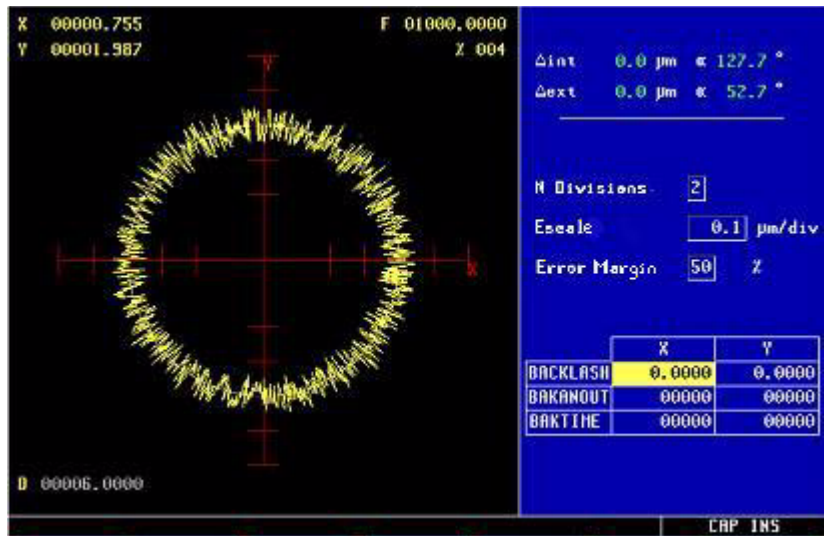 X 00000.755 F 01000.0000
Y 00001.987 % 004
Y
X
D 00006.0000
Δint 0.0 µm α 127.7 °
Δext 0.0 µm α 52.7 °
N Divisions 2
Escale 0.1 µm/div
Error Margin 50 %
X Y
BACKLASH 0.0000 0.0000
BAKANOUT 00000 00000
BAKTIME 00000 00000
CAP INS